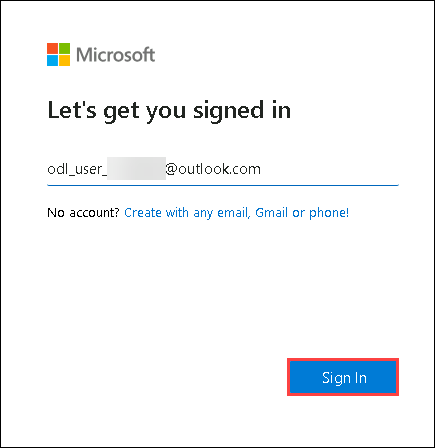 Microsoft
Let's get you signed in
odl_user_ @outlook.com
No account? Create with any email, Gmail or phone!
Sign In